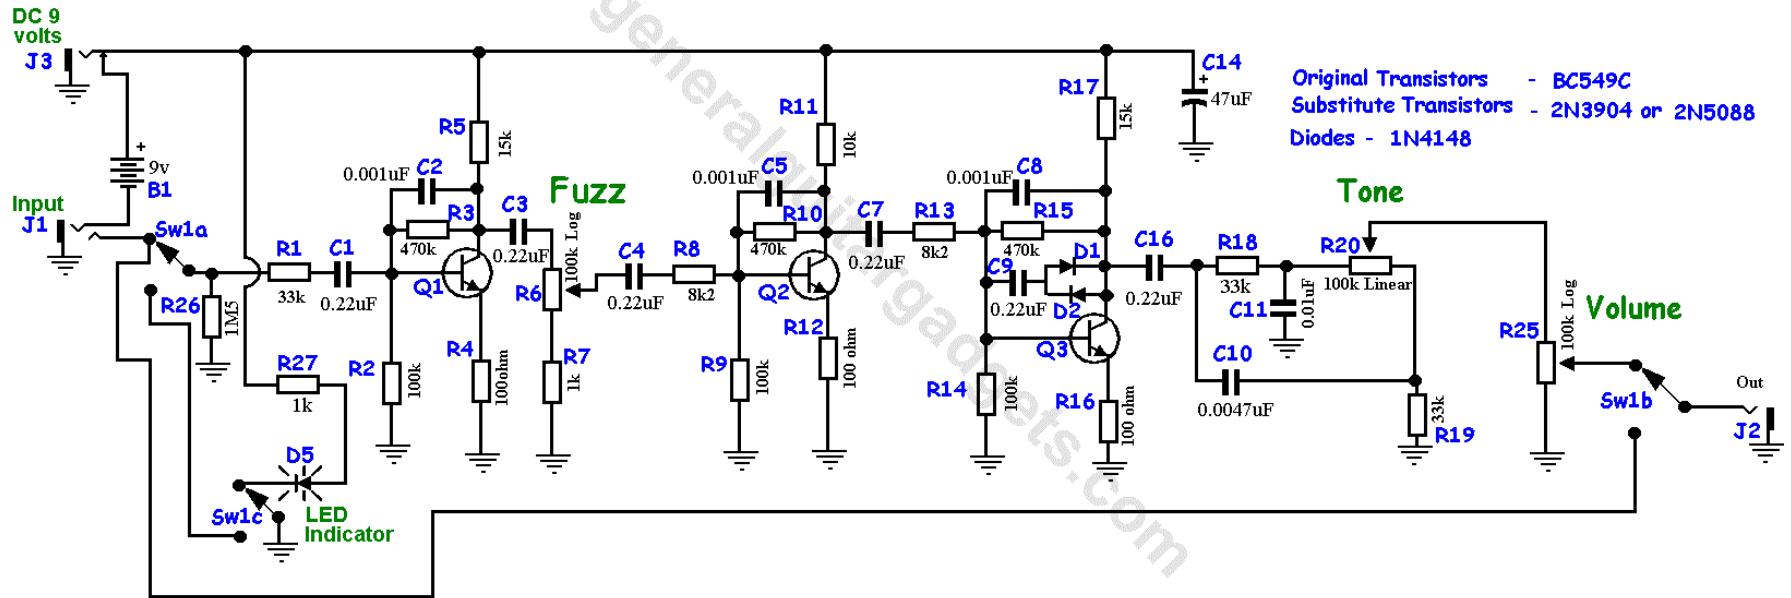 DC 9
volts
J3
9v
B1
Input
J1
Sw1a
R26
1M5
R1
33k
C1
0.22uF
R27
1k
D5
LED
Indicator
Sw1c
0.001uF
C2
R3
470k
R5
15k
Q1
R2
100k
R4
100ohm
C3
0.22uF
Fuzz
100k Log
R6
R7
1k
C4
0.22uF
R8
8k2
0.001uF
C5
R10
470k
R11
10k
Q2
R9
100k
R12
100 ohm
C7
0.22uF
R13
8k2
0.001uF
C8
R15
470k
R17
15k
C9
0.22uF
D1
D2
Q3
R14
100k
R16
100 ohm
C14
47uF
Original Transistors - BC549C
Substitute Transistors - 2N3904 or 2N5088
Diodes - 1N4148
C16
0.22uF
R18
33k
C11
0.01uF
C10
0.0047uF
Tone
R20
100k Linear
33k
R19
Volume
R25
100k Log
Sw1b
Out
J2
generalguitargadgets.com